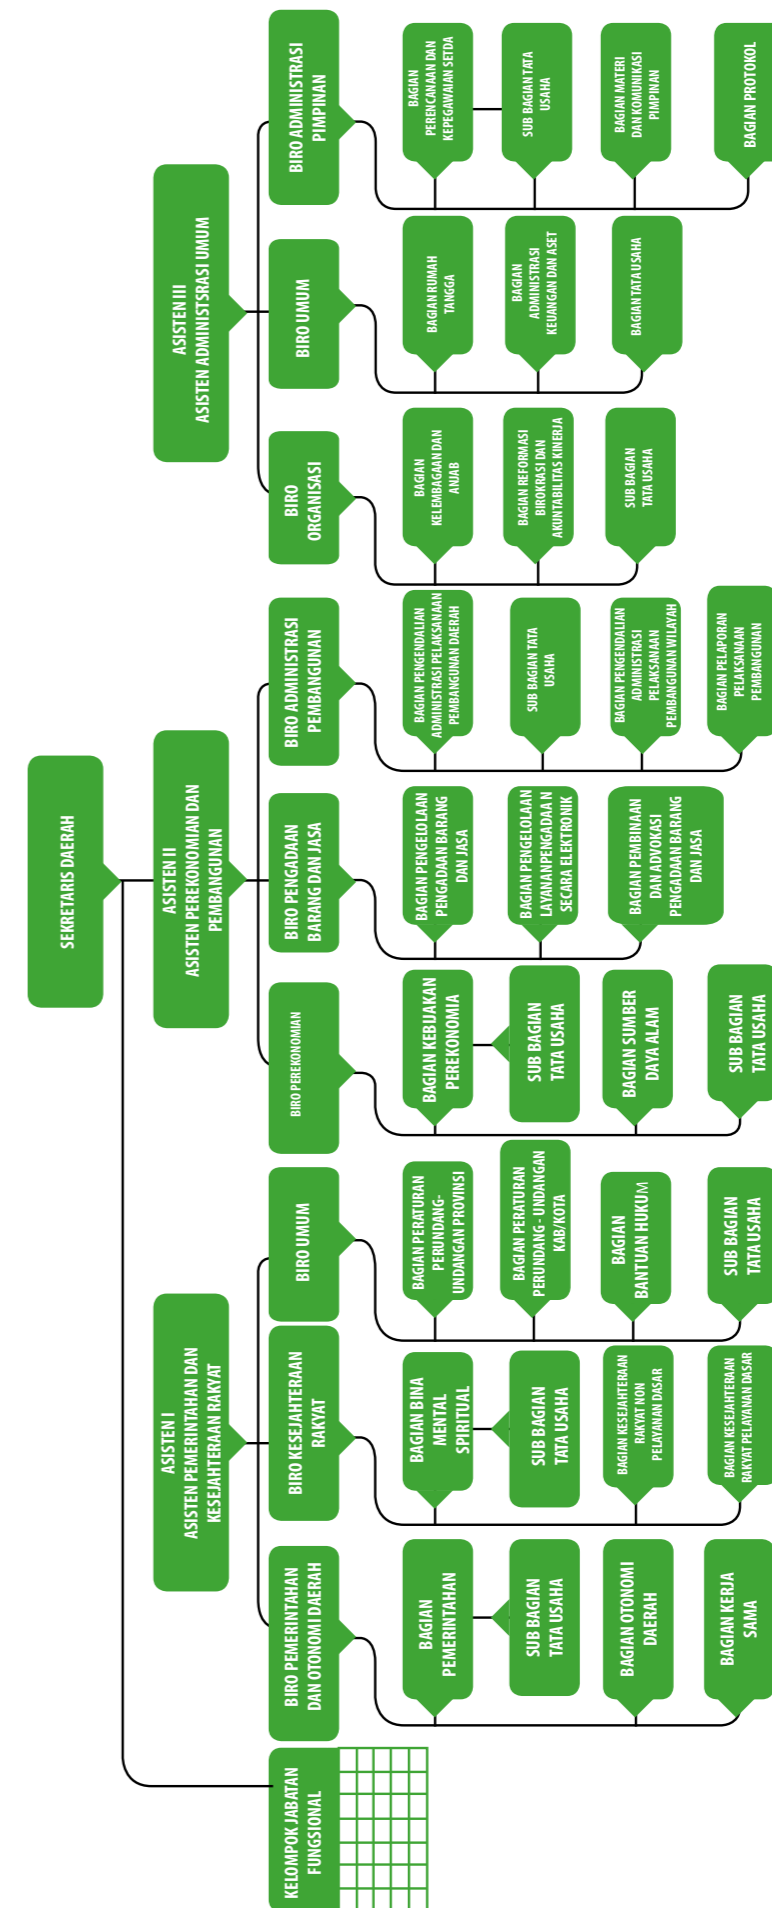 SEKRETARIS DAERAH
ASISTEN I
ASISTEN PEMERINTAHAN DAN
KESEJAHTERAAN RAKYAT
ASISTEN II
ASISTEN PEREKONOMIAN DAN
PEMBANGUNAN
ASISTEN III
ASISTEN ADMINISTSRASI UMUM
KELOMPOK JABATAN
FUNGSIONAL
BIRO PEMERINTAHAN
DAN OTONOMI DAERAH
BIRO KESEJAHTERAAN
RAKYAT
BIRO UMUM
BIRO PEREKONOMIAN
BIRO PENGADAAN
BARANG DAN JASA
BIRO ADMINISTRASI
PEMBANGUNAN
BIRO
ORGANISASI
BIRO UMUM
BIRO ADMINISTRASI
PIMPINAN
BAGIAN
PEMERINTAHAN
BAGIAN BINA
MENTAL
SPIRITUAL
BAGIAN PERATURAN
PERUNDANG-
UNDANGAN PROVINSI
BAGIAN KEBIJAKAN
PEREKONOMIA
BAGIAN PENGELOLAAN
PENGADAAN BARANG
DAN JASA
BAGIAN PENGENDALIAN
ADMINISTRASI PELAKSANAAN
PEMBANGUNAN DAERAH
BAGIAN
KELEMBAGAAN DAN
ANJAB
BAGIAN RUMAH
TANGGA
BAGIAN
PERENCANAAN DAN
KEPEGAWAIAN SETDA
SUB BAGIAN
TATA USAHA
SUB BAGIAN
TATA USAHA
BAGIAN PERATURAN
PERUNDANG - UNDANGAN
KAB/KOTA
SUB BAGIAN
TATA USAHA
BAGIAN PENGELOLAAN
LAYANAN PENGADAA N
SECARA ELEKTRONIK
SUB BAGIAN TATA
USAHA
BAGIAN REFORMASI
BIROKRASI DAN
AKUNTABILITAS KINERJA
BAGIAN
ADMINISTRASI
KEUANGAN DAN ASET
SUB BAGIAN TATA
USAHA
BAGIAN OTONOMI
DAERAH
BAGIAN KESEJAHTERAAN
RAKYAT NON
PELAYANAN DASAR
BAGIAN
BANTUAN HUKUM
BAGIAN SUMBER
DAYA ALAM
BAGIAN PEMBINAAN
DAN ADVOKASI
PENGADAAN BARANG
DAN JASA
BAGIAN PENGENDALIAN
ADMINISTRASI
PELAKSANAAN
PEMBANGUNAN WILAYAH
SUB BAGIAN
TATA USAHA
BAGIAN TATA USAHA
BAGIAN MATERI
DAN KOMUNIKASI
PIMPINAN
BAGIAN KERJA
SAMA
BAGIAN KESEJAHTERAAN
RAKYAT PELAYANAN DASAR
SUB BAGIAN
TATA USAHA
SUB BAGIAN
TATA USAHA
BAGIAN PELAPORAN
PELAKSANAAN
PEMBANGUNAN
BAGIAN PROTOKOL